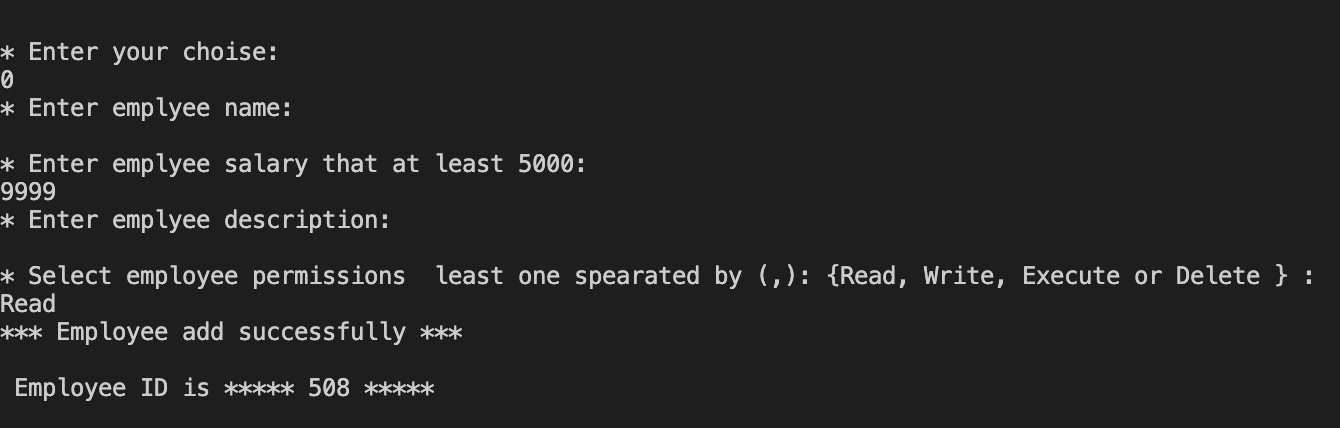 * Enter your choise:
0
* Enter emplyee name:
* Enter emplyee salary that at least 5000:
9999
* Enter emplyee description:
* Select employee permissions  least one spearated by (,): {Read, Write, Execute or Delete } :
Read
*** Employee add successfully ***
Employee ID is ***** 508 *****